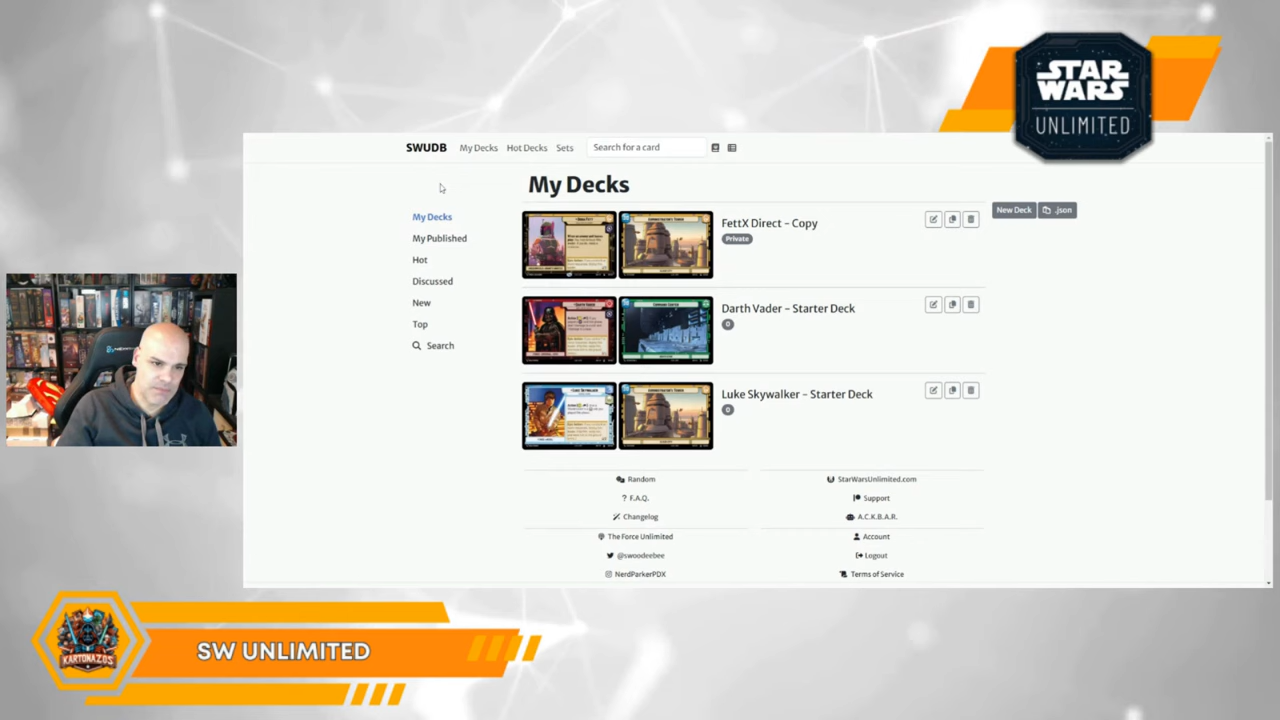 STAR
WARS
UNLIMITED
SWUDB My Decks Hot Decks Sets Search for a card
My Decks
My Decks
My Published
Hot
Discussed
New
Top
Search
FettX Direct - Copy
Private
Darth Vader - Starter Deck
0
Luke Skywalker - Starter Deck
0
New Deck .json
Random
? F.A.Q.
Changelog
The Force Unlimited
@swoodeebee
NerdParkerPDX
StarWarsUnlimited.com
Support
A.C.K.B.A.R.
Account
Logout
Terms of Service
KARTONAZOS
SW UNLIMITED